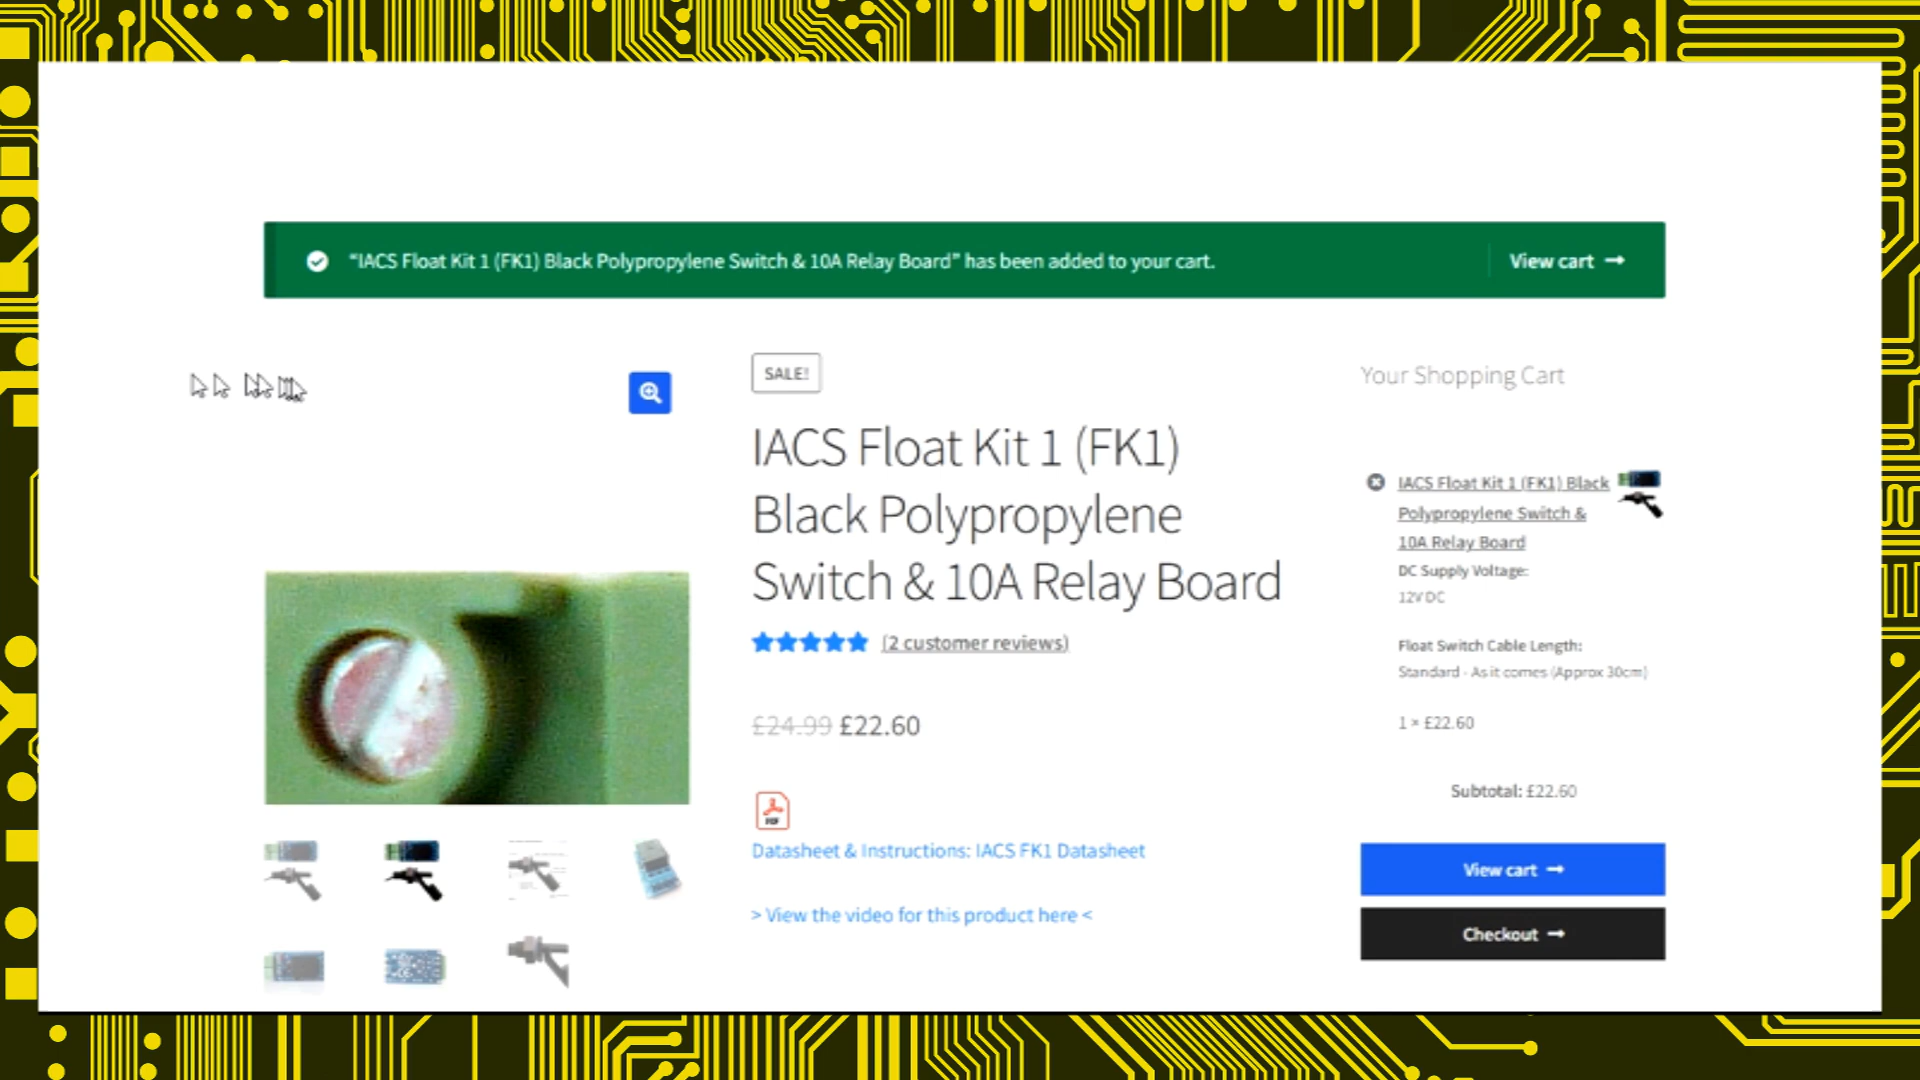 “IACS Float Kit 1 (FK1) Black Polypropylene Switch & 10A Relay Board” has been added to your cart.
View cart →
SALE!
IACS Float Kit 1 (FK1)
Black Polypropylene
Switch & 10A Relay Board
(2 customer reviews)
£24.99 £22.60
PDF
Datasheet & Instructions: IACS FK1 Datasheet
> View the video for this product here <
Your Shopping Cart
IACS Float Kit 1 (FK1) Black
Polypropylene Switch &
10A Relay Board
DC Supply Voltage:
12V DC
Float Switch Cable Length:
Standard - As it comes (Approx 30cm)
1 × £22.60
Subtotal: £22.60
View cart →
Checkout →